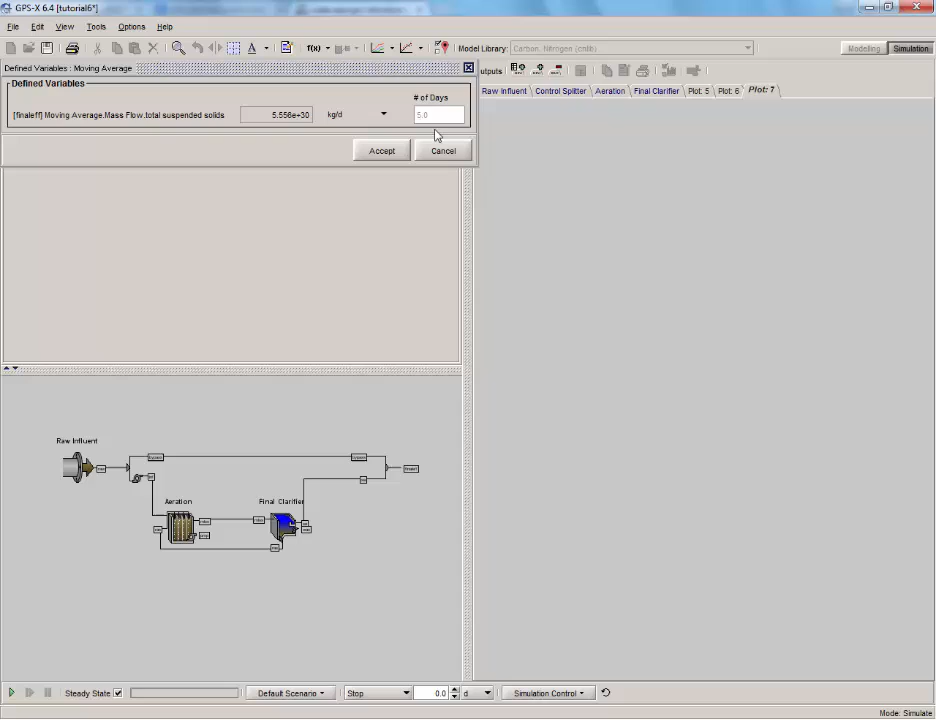 GPS-X 6.4 [tutorial6*]
File Edit View Tools Options Help
A f(x) Model Library: Carbon, Nitrogen (cnlib) Modeling Simulation
Defined Variables : Moving Average
utputs
Defined Variables
Raw Influent Control Splitter Aeration Final Clarifier Plot: 5 Plot: 6 Plot: 7
# of Days
[finaleff] Moving Average.Mass Flow.total suspended solids 5.556e+30 kg/d 5.0
Accept Cancel
Raw Influent
Aeration Final Clarifier
Steady State Default Scenario Stop 0.0 d Simulation Control
Mode: Simulate